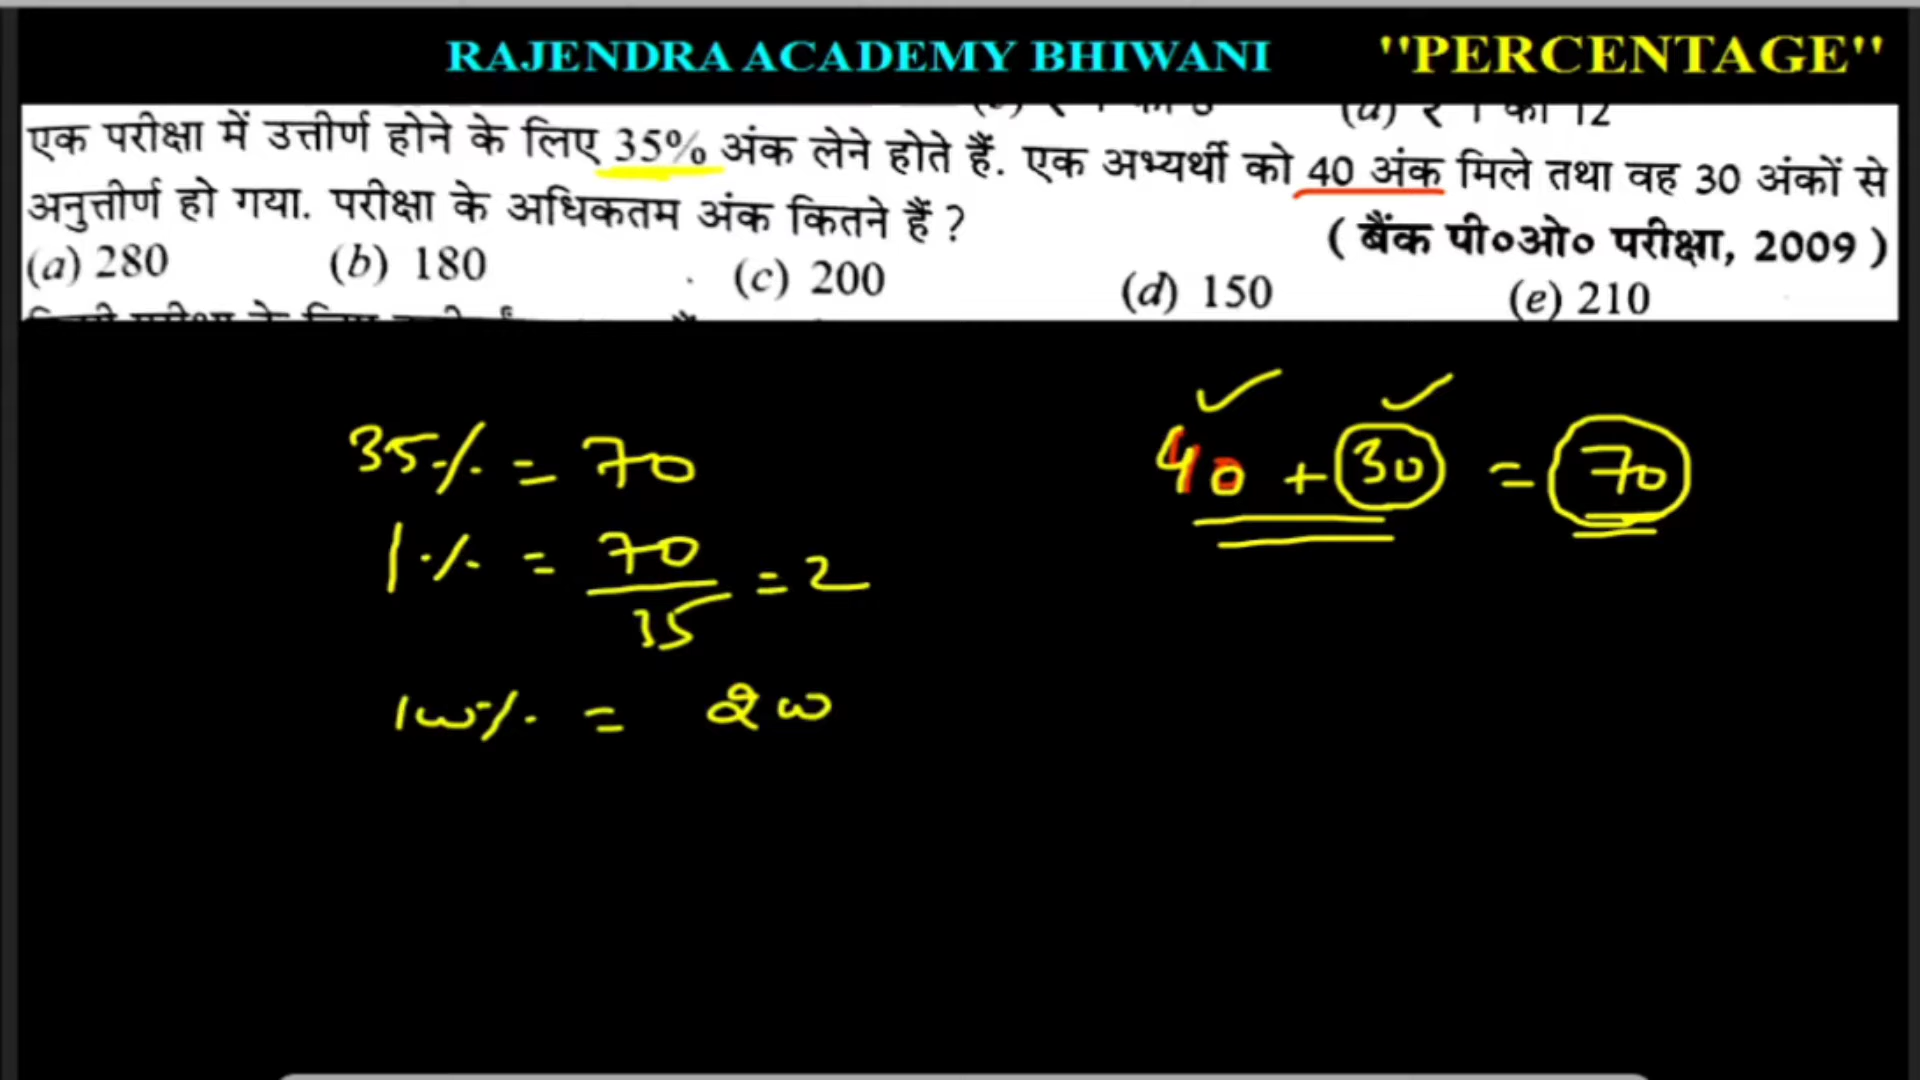 RAJENDRA ACADEMY BHIWANI "PERCENTAGE"
एक परीक्षा में उत्तीर्ण होने के लिए 35% अंक लेने होते हैं. एक अभ्यर्थी को 40 अंक मिले तथा वह 30 अंकों से
अनुत्तीर्ण हो गया. परीक्षा के अधिकतम अंक कितने हैं ?
( बैंक पी०ओ० परीक्षा, 2009 )
(a) 280 (b) 180 (c) 200 (d) 150 (e) 210
35% = 70
40 + 30 = 70
1% = 70/35 = 2
100% = 200